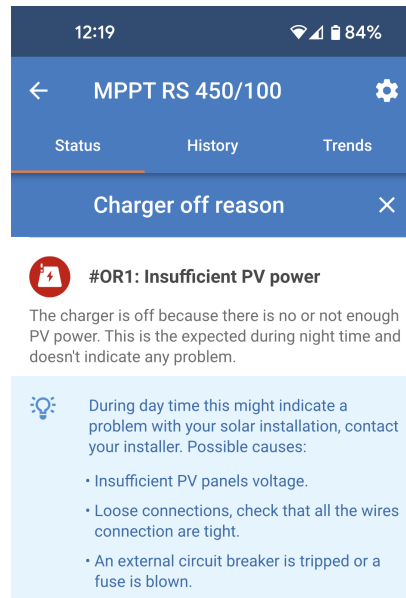 12:19 84%
MPPT RS 450/100
Status History Trends
Charger off reason
#OR1: Insufficient PV power
The charger is off because there is no or not enough
PV power. This is the expected during night time and
doesn't indicate any problem.
During day time this might indicate a
problem with your solar installation, contact
your installer. Possible causes:
• Insufficient PV panels voltage.
• Loose connections, check that all the wires
connection are tight.
• An external circuit breaker is tripped or a
fuse is blown.